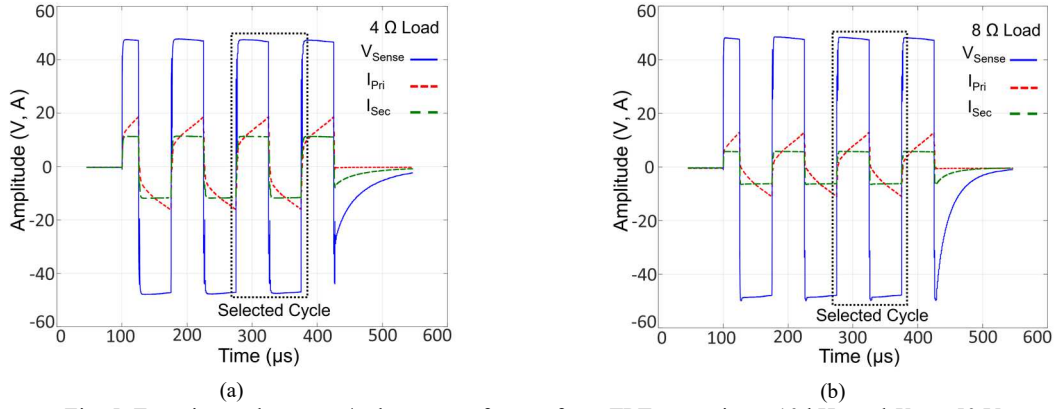 60
40
20
0
-20
-40
-60
Amplitude (V, A)
4 Ω Load
V_Sense
I_Pri
I_Sec
Selected Cycle
0 100 200 300 400 500 600
Time (µs)
(a)
60
40
20
0
-20
-40
-60
Amplitude (V, A)
8 Ω Load
V_Sense
I_Pri
I_Sec
Selected Cycle
0 100 200 300 400 500 600
Time (µs)
(b)